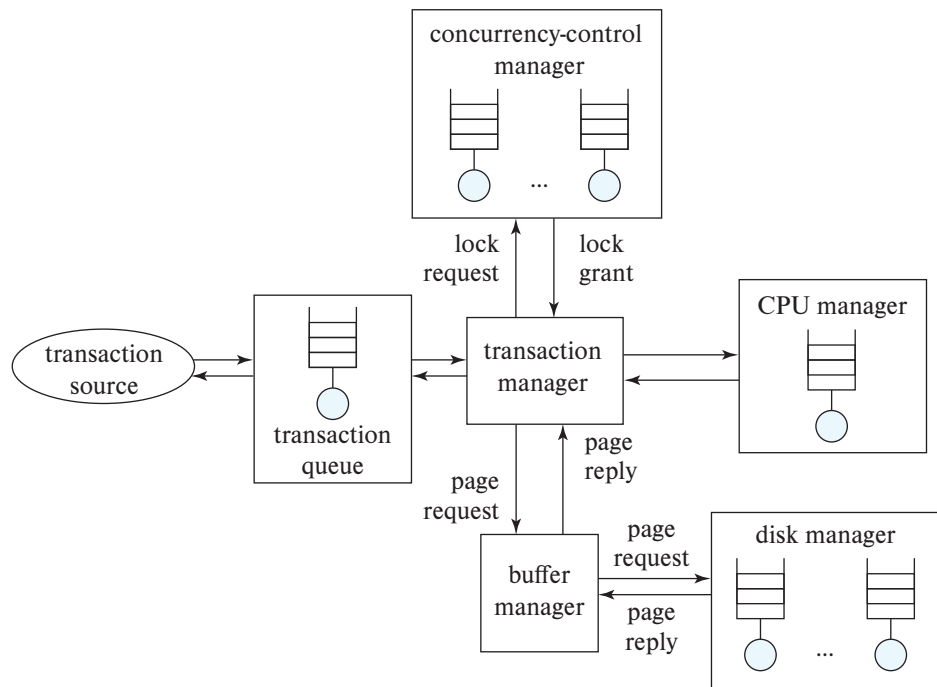 concurrency-control
manager
...
lock
request
lock
grant
CPU manager
transaction
source
transaction
queue
transaction
manager
page
request
page
reply
buffer
manager
page
request
page
reply
disk manager
...